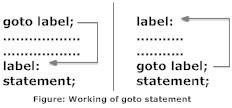 goto label;
..................
..................
label:
statement;
label:
...........
...........
goto label;
statement;
Figure: Working of goto statement